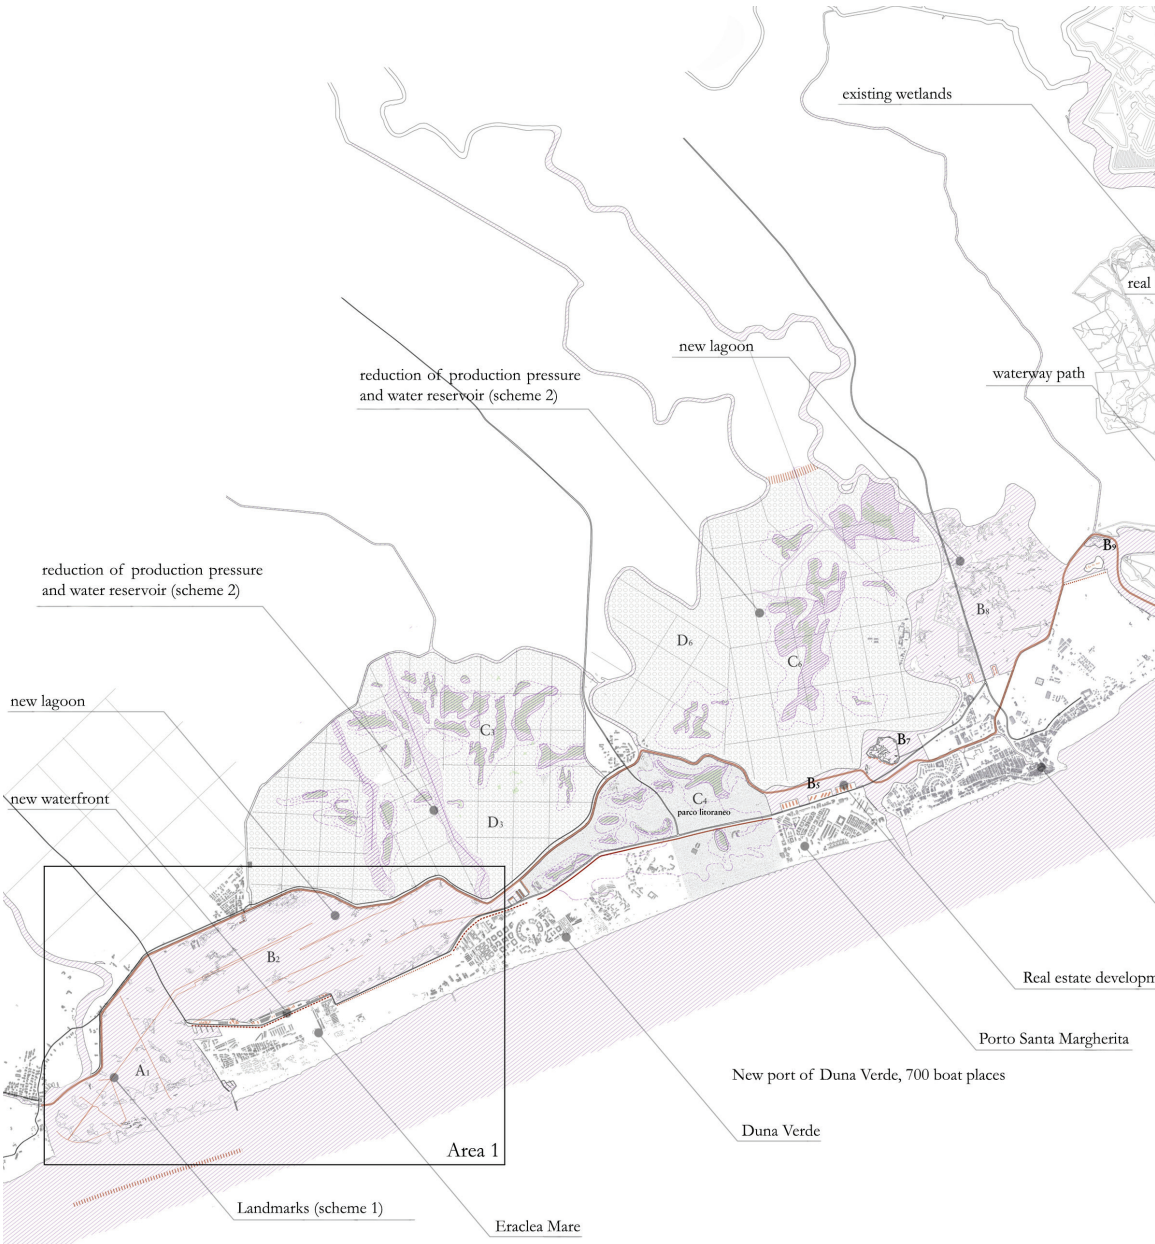 existing wetlands
real
new lagoon
waterway path
reduction of production pressure
and water reservoir (scheme 2)
B9
reduction of production pressure
and water reservoir (scheme 2)
B8
D6
C6
new lagoon
C3
B7
new waterfront
B5
C4
parco litoraneo
D3
B2
Real estate developm
A1
Porto Santa Margherita
New port of Duna Verde, 700 boat places
Duna Verde
Area 1
Landmarks (scheme 1)
Eraclea Mare